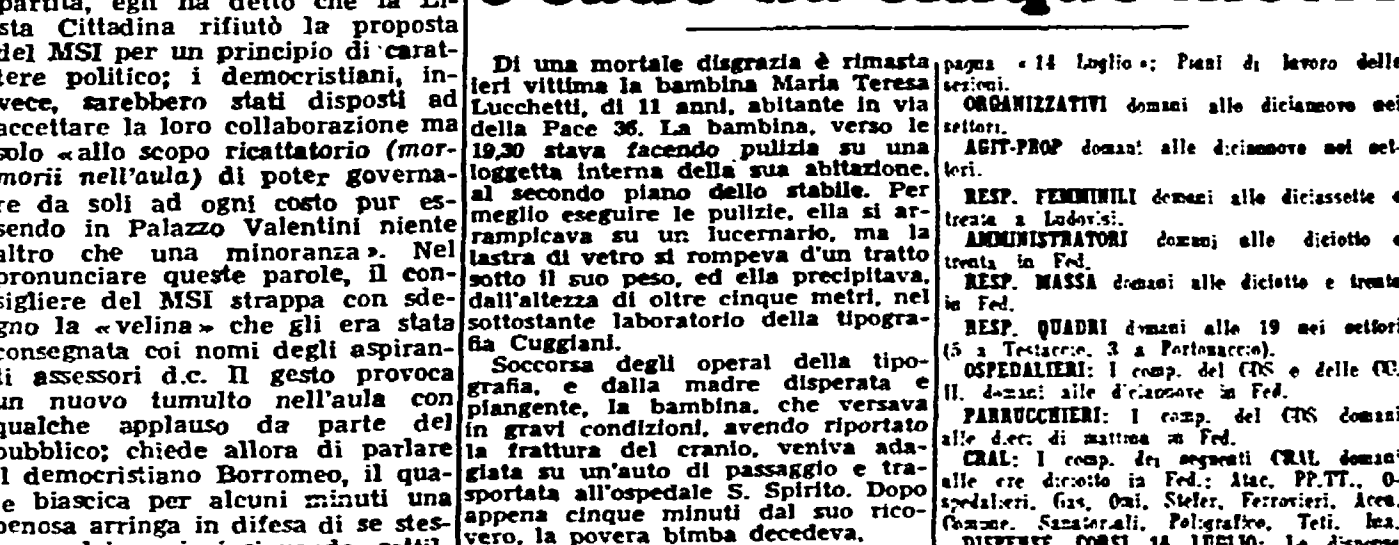 partita, egli ha detto che la Li-
sta Cittadina rifiutò la proposta
del MSI per un principio di carat-
tere politico; i democristiani, in-
vece, sarebbero stati disposti ad
accettare la loro collaborazione ma
solo «allo scopo ricattatorio (mor-
morii nell'aula) di poter governa-
re da soli ad ogni costo pur es-
sendo in Palazzo Valentini niente
altro che una minoranza». Nel
pronunciare queste parole, il con-
sigliere del MSI strappa con sde-
gno la «velina» che gli era stata
consegnata coi nomi degli aspiran-
ti assessori d.c. Il gesto provoca
un nuovo tumulto nell'aula con
qualche applauso da parte del
pubblico; chiede allora di parlare
il democristiano Borromeo, il qua-
le biascica per alcuni minuti una
penosa arringa in difesa di se stes-
Di una mortale disgrazia è rimasta
ieri vittima la bambina Maria Teresa
Lucchetti, di 11 anni, abitante in via
della Pace 36. La bambina, verso le
19,30 stava facendo pulizia su una
loggetta interna della sua abitazione,
al secondo piano dello stabile. Per
meglio eseguire le pulizie, ella si ar-
rampicava su un lucernario, ma la
lastra di vetro si rompeva d'un tratto
sotto il suo peso, ed ella precipitava,
dall'altezza di oltre cinque metri, nel
sottostante laboratorio della tipogra-
fia Cuggiani.
Soccorsa degli operai della tipo-
grafia, e dalla madre disperata e
piangente, la bambina, che versava
in gravi condizioni, avendo riportato
la frattura del cranio, veniva ada-
giata su un'auto di passaggio e tra-
sportata all'ospedale S. Spirito. Dopo
appena cinque minuti dal suo rico-
vero, la povera bimba decedeva.
pagna «14 Luglio»; Piani di lavoro delle
sezioni.
ORGANIZZATIVI domani alle diciannove nei
settori.
AGIT-PROP domani alle diciannove nei set-
tori.
RESP. FEMMINILI domani alle diciassette e
trenta a Ludovisi.
AMMINISTRATORI domani alle diciotto e
trenta in Fed.
RESP. MASSA domani alle diciotto e trenta
in Fed.
RESP. QUADRI domani alle 19 nei settori
(5 a Testaccio, 3 a Portonaccio).
OSPEDALIERI: I comp. del CDS e delle CC.
II. domani alle diciannove in Fed.
PARRUCCHIERI: I comp. del CDS domani
alle dieci di mattina in Fed.
CRAL: I comp. dei seguenti CRAL domani
alle ore diciotto in Fed.: Atac, PP.TT., O-
spedalieri, Gas, Omi, Stefer, Ferrovieri, Acea,
Comune, Sanatoriali, Poligrafico, Teti,
DISPENSE CORSI 14 LUGLIO: Le